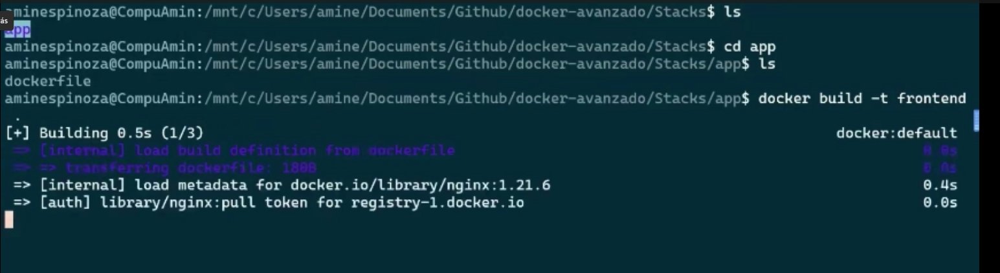 aminespinoza@CompuAmin:/mnt/c/Users/amine/Documents/Github/docker-avanzado/Stacks$ ls
ás
app
aminespinoza@CompuAmin:/mnt/c/Users/amine/Documents/Github/docker-avanzado/Stacks$ cd app
aminespinoza@CompuAmin:/mnt/c/Users/amine/Documents/Github/docker-avanzado/Stacks/app$ ls
dockerfile
aminespinoza@CompuAmin:/mnt/c/Users/amine/Documents/Github/docker-avanzado/Stacks/app$ docker build -t frontend
.
[+] Building 0.5s (1/3) docker:default
=> [internal] load build definition from dockerfile 0.0s
=> => transferring dockerfile: 180B 0.0s
=> [internal] load metadata for docker.io/library/nginx:1.21.6 0.4s
=> [auth] library/nginx:pull token for registry-1.docker.io 0.0s